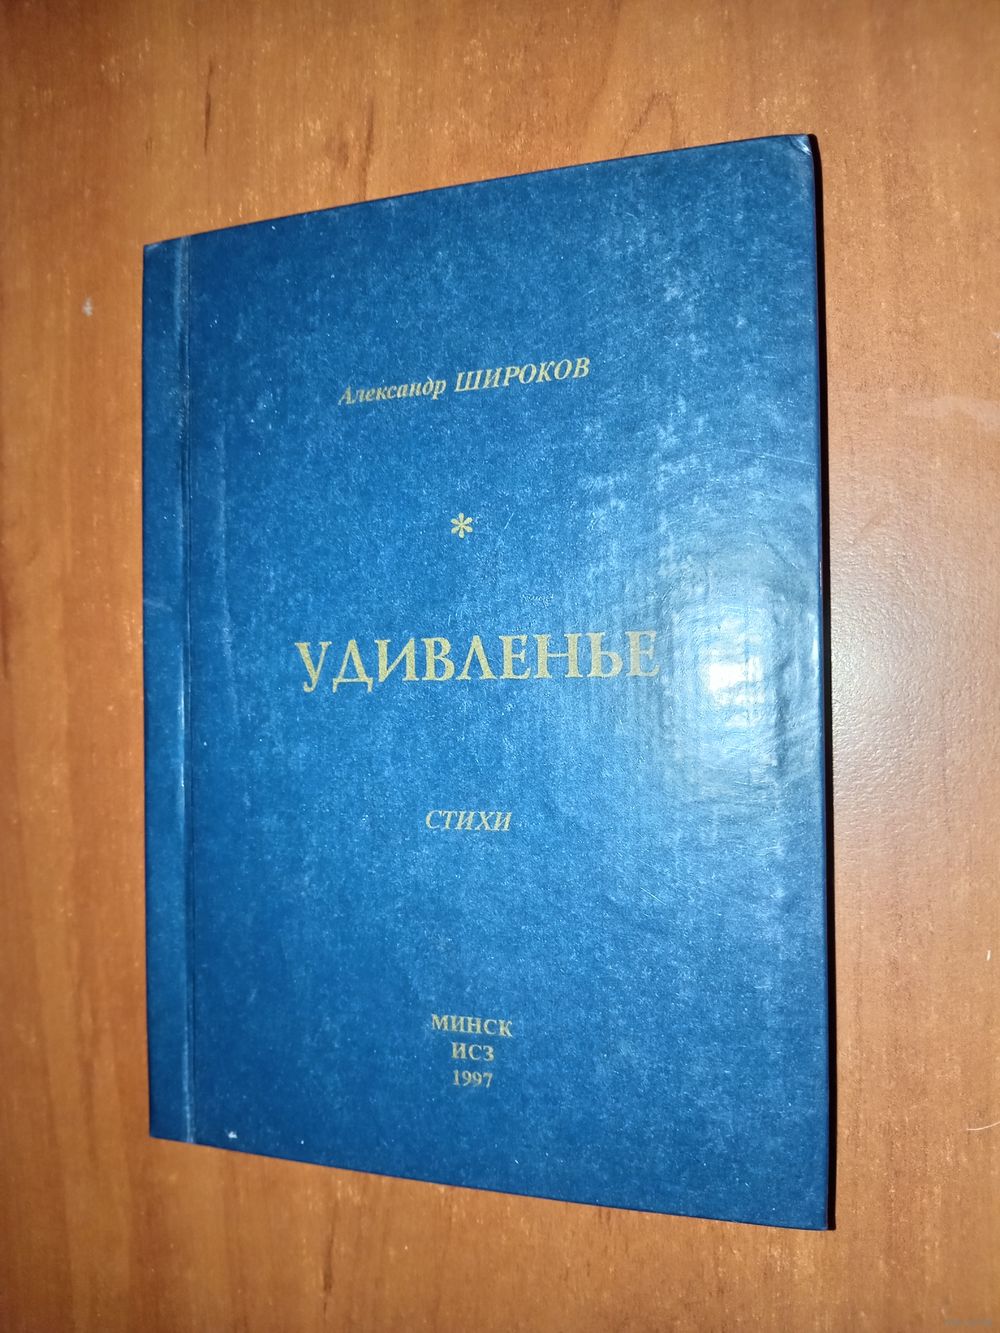 Александр ШИРОКОВ
*
УДИВЛЕНЬЕ
СТИХИ
МИНСК
ИСЗ
1997